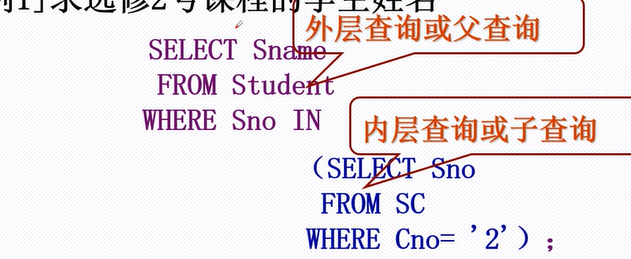 例1]求选修2号课程的学生姓名
外层查询或父查询
SELECT Sname
FROM Student
WHERE Sno IN
内层查询或子查询
(SELECT Sno
FROM SC
WHERE Cno= '2');